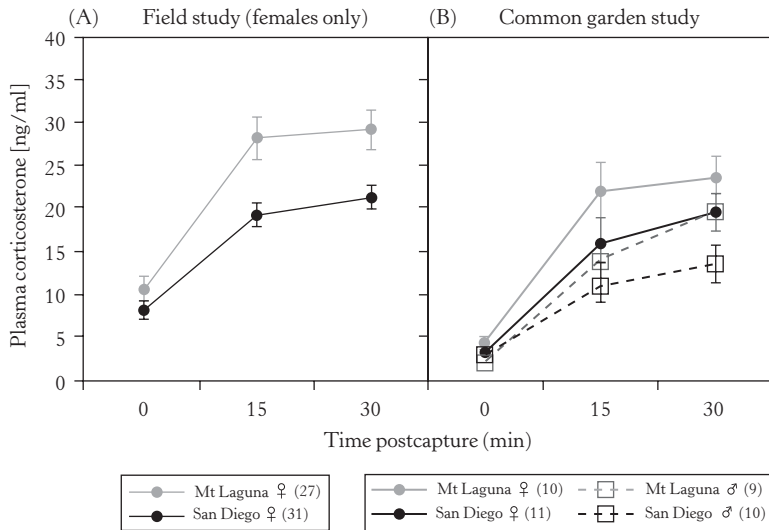 (A) Field study (females only)
(B) Common garden study
Plasma corticosterone [ng/ml]
40
35
30
25
20
15
10
5
0
0 15 30
0 15 30
Time postcapture (min)
Mt Laguna ♀ (27)
San Diego ♀ (31)
Mt Laguna ♀ (10) Mt Laguna ♂ (9)
San Diego ♀ (11) San Diego ♂ (10)